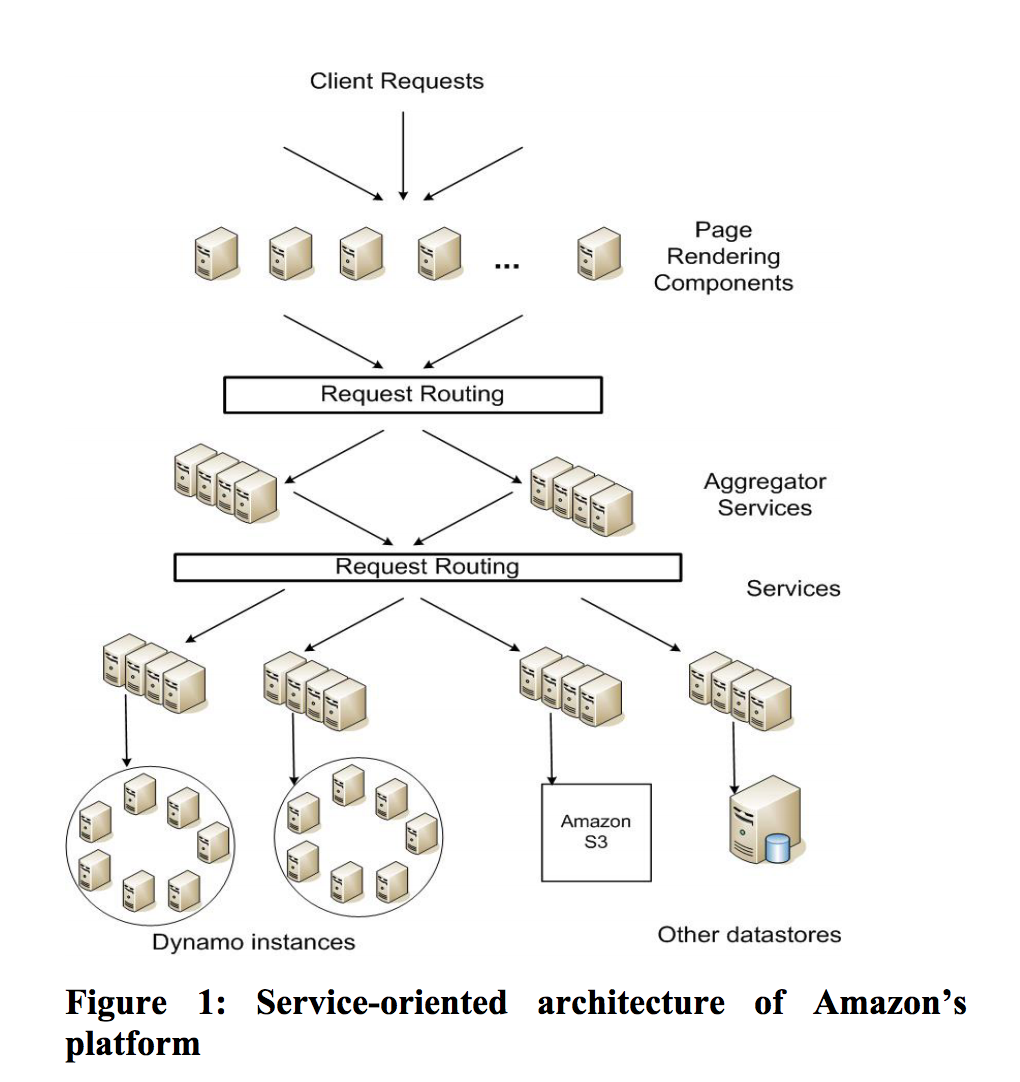 Client Requests
Page
Rendering
Components
...
Request Routing
Aggregator
Services
Request Routing
Services
Amazon
S3
Dynamo instances
Other datastores
Figure 1: Service-oriented architecture of Amazon’s
platform